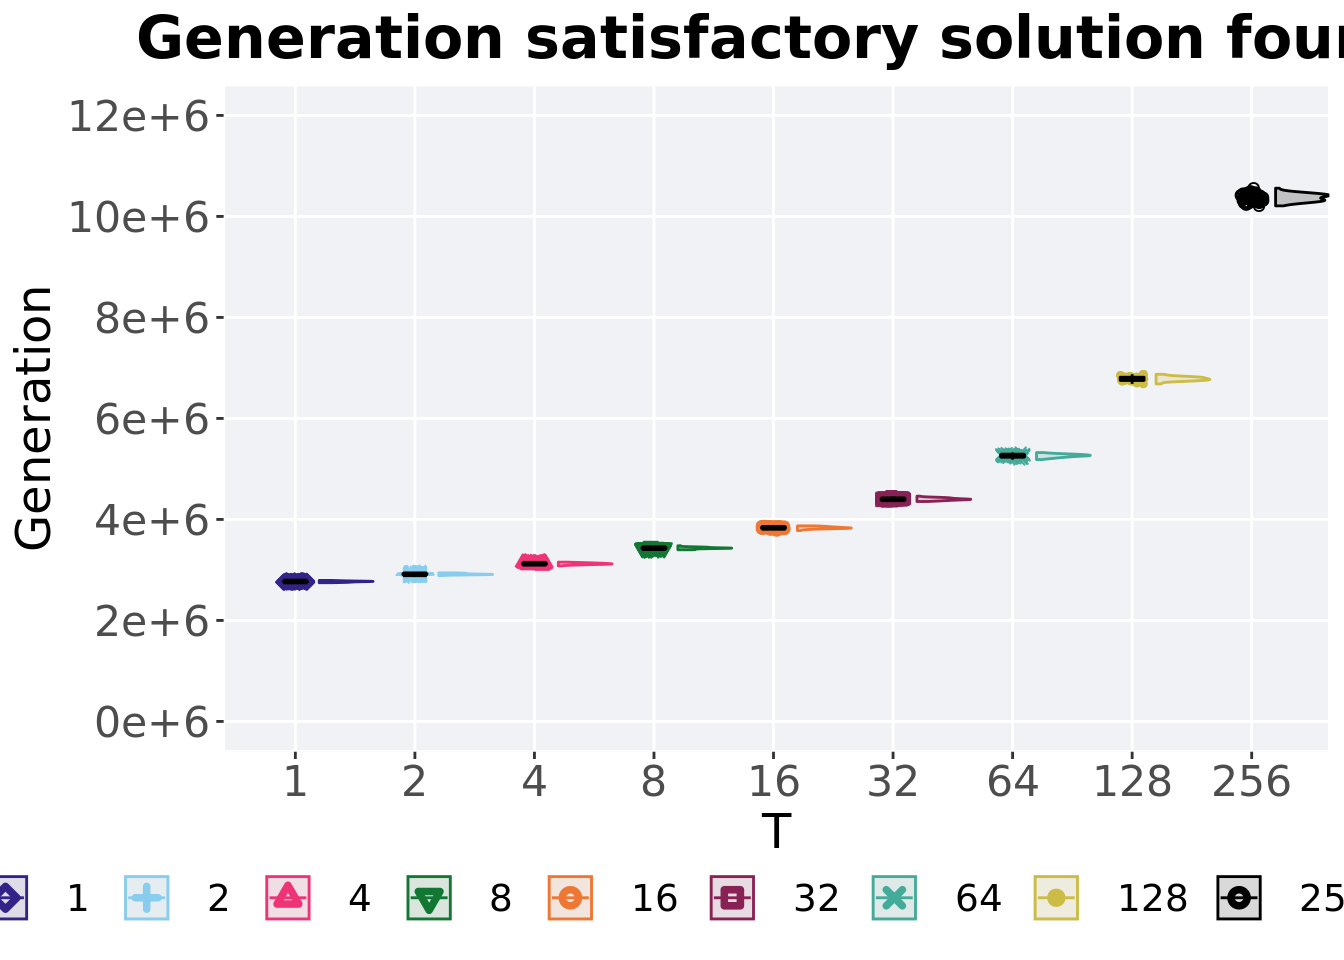 Generation satisfactory solution foun
12e+6
10e+6
8e+6
6e+6
4e+6
2e+6
0e+6
Generation
1 2 4 8 16 32 64 128 256
T
1 2 4 8 16 32 64 128 25